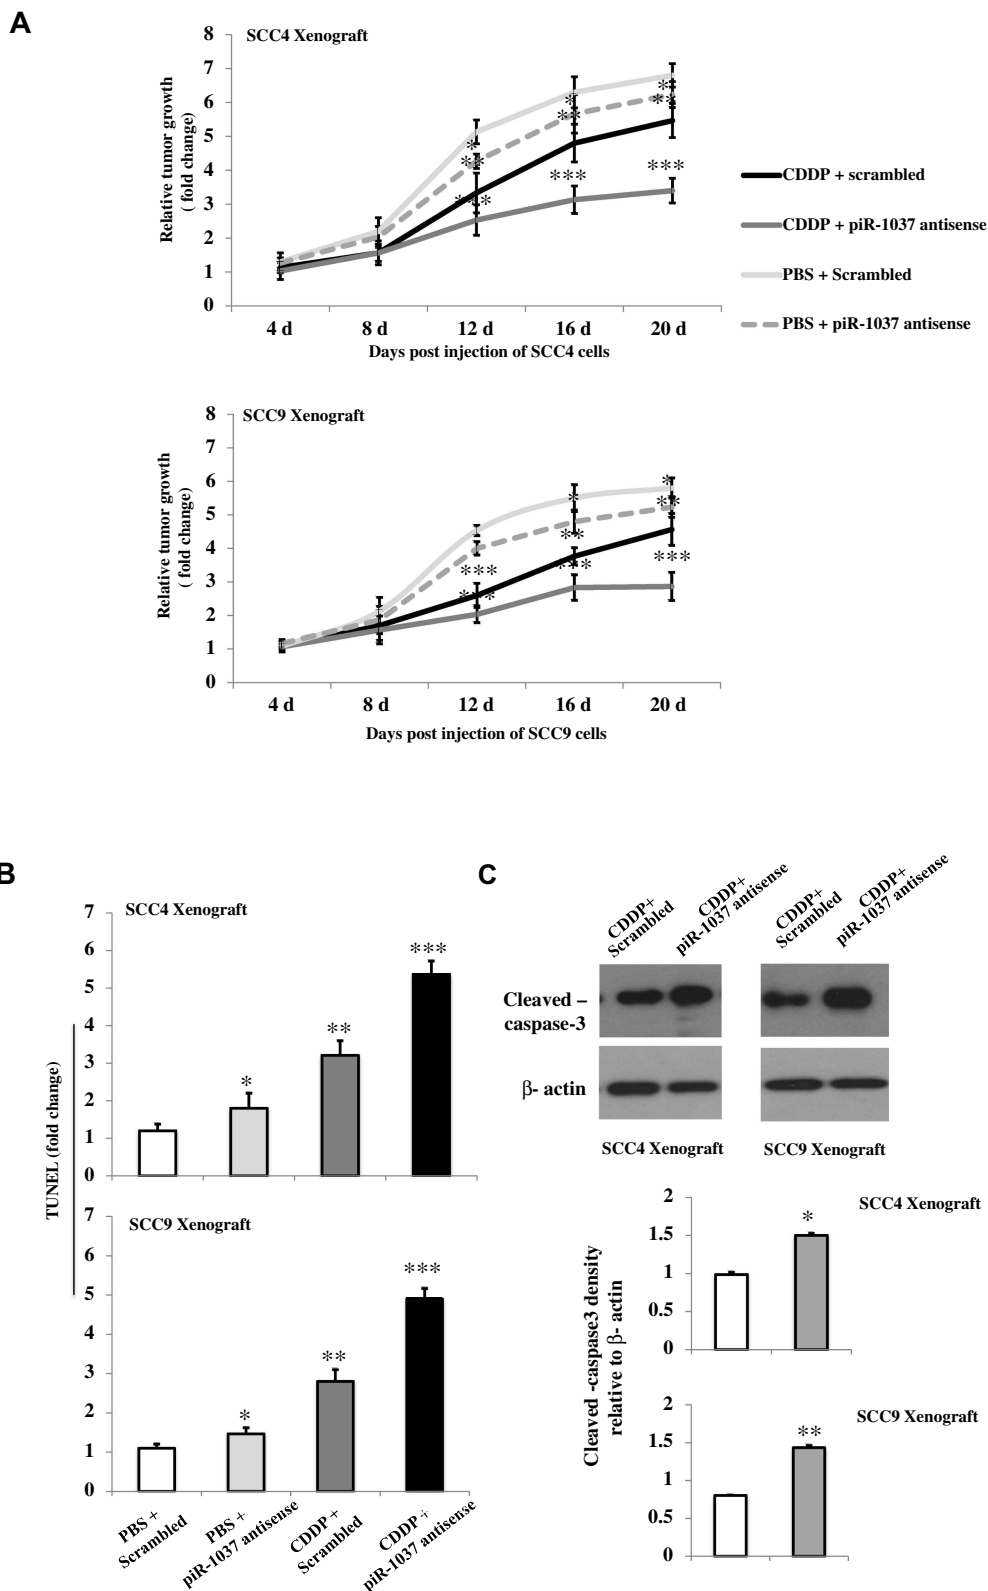 A
SCC4 Xenograft
Relative tumor growth
( fold change)
8
7
6
5
4
3
2
1
0
*
**
***
*
**
***
*
**
***
4 d 8 d 12 d 16 d 20 d
Days post injection of SCC4 cells
CDDP + scrambled
CDDP + piR-1037 antisense
PBS + Scrambled
PBS + piR-1037 antisense
SCC9 Xenograft
Relative tumor growth
( fold change)
8
7
6
5
4
3
2
1
0
***
***
*
**
***
*
**
***
4 d 8 d 12 d 16 d 20 d
Days post injection of SCC9 cells
B
TUNEL (fold change)
SCC4 Xenograft
7
6
5
4
3
2
1
0
*
**
***
SCC9 Xenograft
7
6
5
4
3
2
1
0
*
**
***
PBS +
Scrambled
PBS +
piR-1037 antisense
CDDP +
Scrambled
CDDP +
piR-1037 antisense
C
CDDP+
Scrambled
CDDP+
piR-1037 antisense
CDDP+
Scrambled
CDDP+
piR-1037 antisense
Cleaved –
caspase-3
β- actin
SCC4 Xenograft SCC9 Xenograft
Cleaved -caspase3 density
relative to β- actin
SCC4 Xenograft
2
1.5
1
0.5
0
*
SCC9 Xenograft
2
1.5
1
0.5
0
**